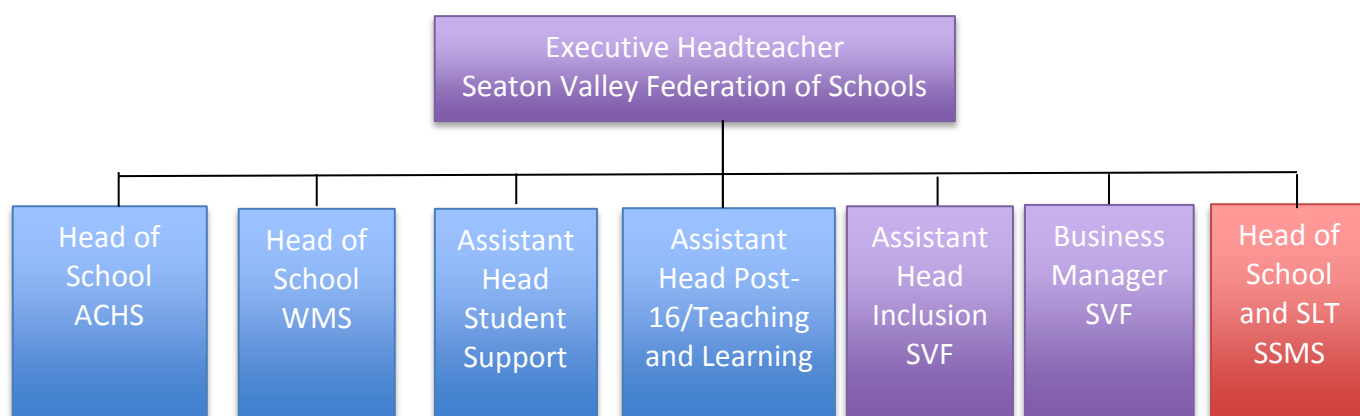 Executive Headteacher
Seaton Valley Federation of Schools
Head of
School
ACHS
Head of
School
WMS
Assistant
Head
Student
Support
Assistant
Head Post-
16/Teaching
and Learning
Assistant
Head
Inclusion
SVF
Business
Manager
SVF
Head of
School
and SLT
SSMS